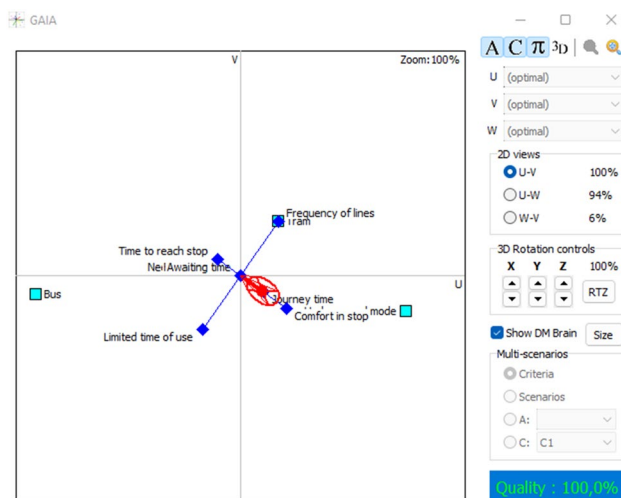 GAIA
A C π 3D
V
Zoom: 100%
U (optimal)
V (optimal)
W (optimal)
2D views
U-V 100%
U-W 94%
W-V 6%
3D Rotation controls
X Y Z 100%
RTZ
Show DM Brain
Size
Multi-scenarios
Criteria
Scenarios
A:
C: C1
Quality : 100,0%
Frequency of lines
Tram
Time to reach stop
waiting time
U
Bus
Journey time
mode
Comfort in stop
Limited time of use